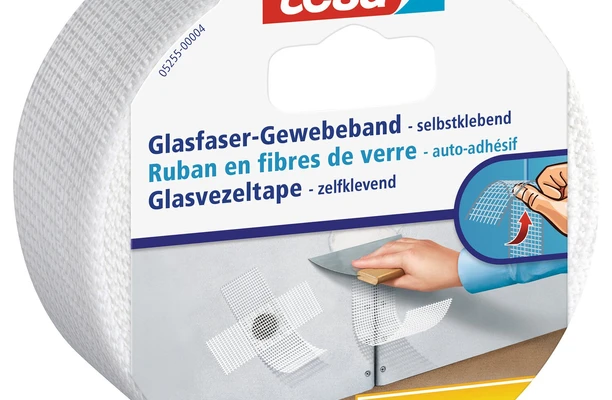 tesa
05255-00004
Glasfaser-Gewebeband - selbstklebend
Ruban en fibres de verre - auto-adhésif
Glasvezeltape - zelfklevend